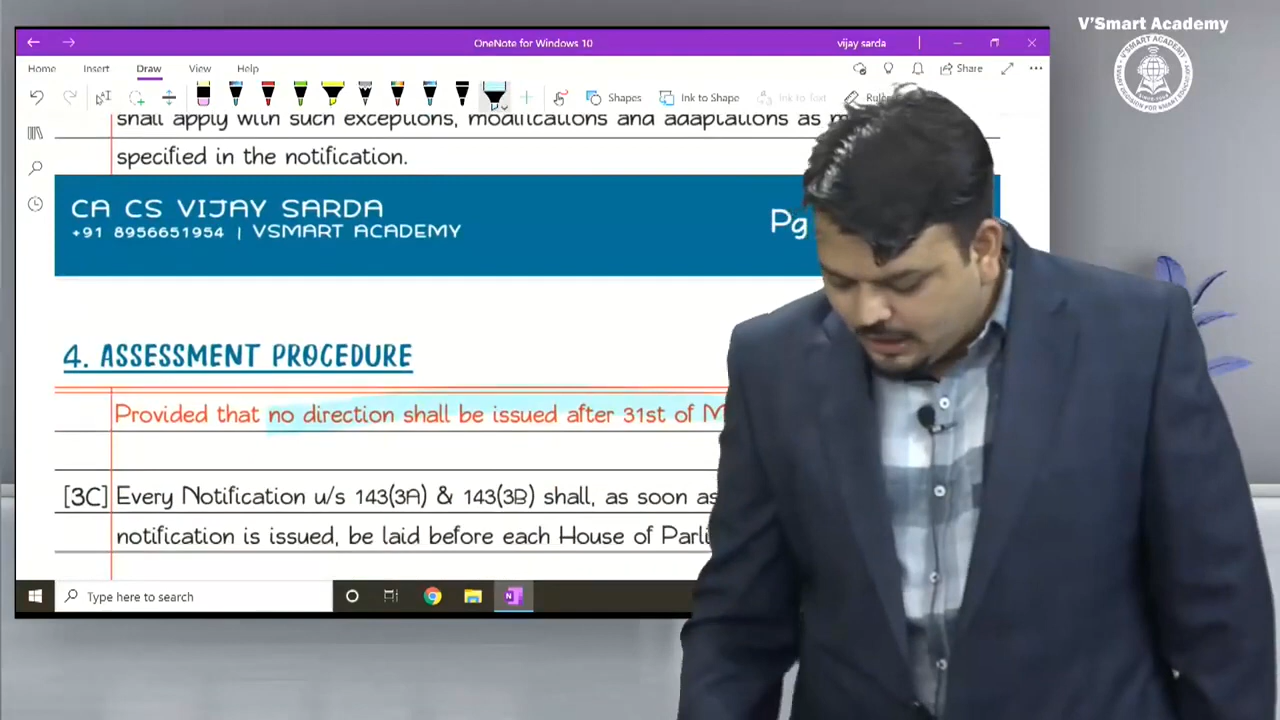 V'Smart Academy
OneNote for Windows 10
vijay sarda
Home Insert Draw View Help
Share
Shapes
Ink to Shape
Ink to Text
shall apply with such exceptions, modifications and adaptations as
specified in the notification.
CA CS VIJAY SARDA
+91 8956651954 | VSMART ACADEMY
Pg
4. ASSESSMENT PROCEDURE
Provided that no direction shall be issued after 31st of
[3C] Every Notification u/s 143(3A) & 143(3B) shall, as soon as
notification is issued, be laid before each House of
Type here to search